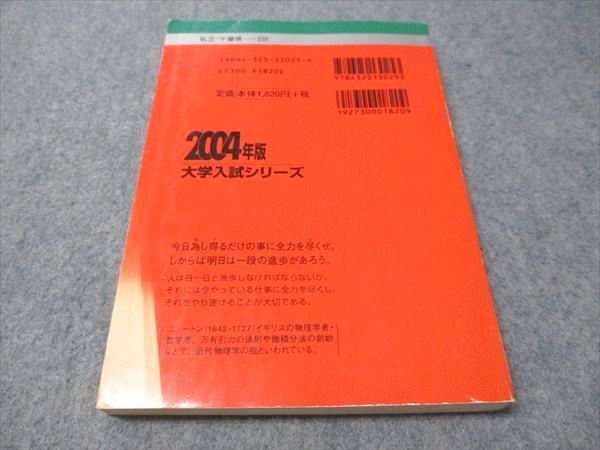 私立/千葉県——235
ISBN4-325-13025-X
C7300 ¥1820E
定価 本体1,820円+税
9784325130253
1927300018209
2004年版
大学入試シリーズ
今日為し得るだけの事に全力を尽くせ。
しからば明日は一段の進歩があろう。
人は日一日と進歩しなければならないが、
それには今やっている仕事に全力を尽くし、
それをやり遂げることが大切である。
ニュートン(1642-1727)イギリスの物理学者・
数学者。万有引力の法則や微積分法の創始
などで、近代物理学の祖といわれている。